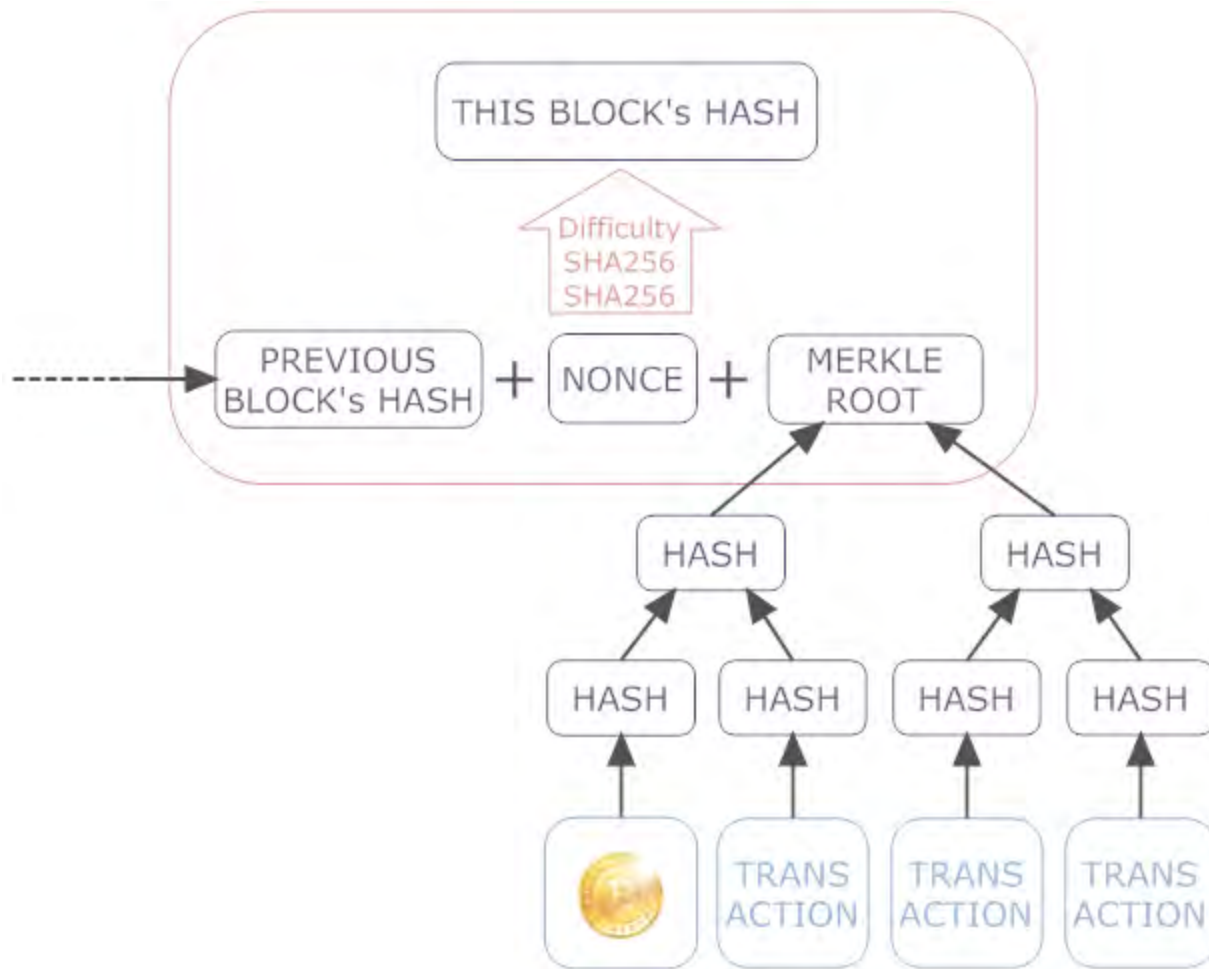 THIS BLOCK's HASH
Difficulty
SHA256
SHA256
PREVIOUS
BLOCK's HASH
+
NONCE
+
MERKLE
ROOT
HASH
HASH
HASH
HASH
HASH
HASH
TRANS
ACTION
TRANS
ACTION
TRANS
ACTION